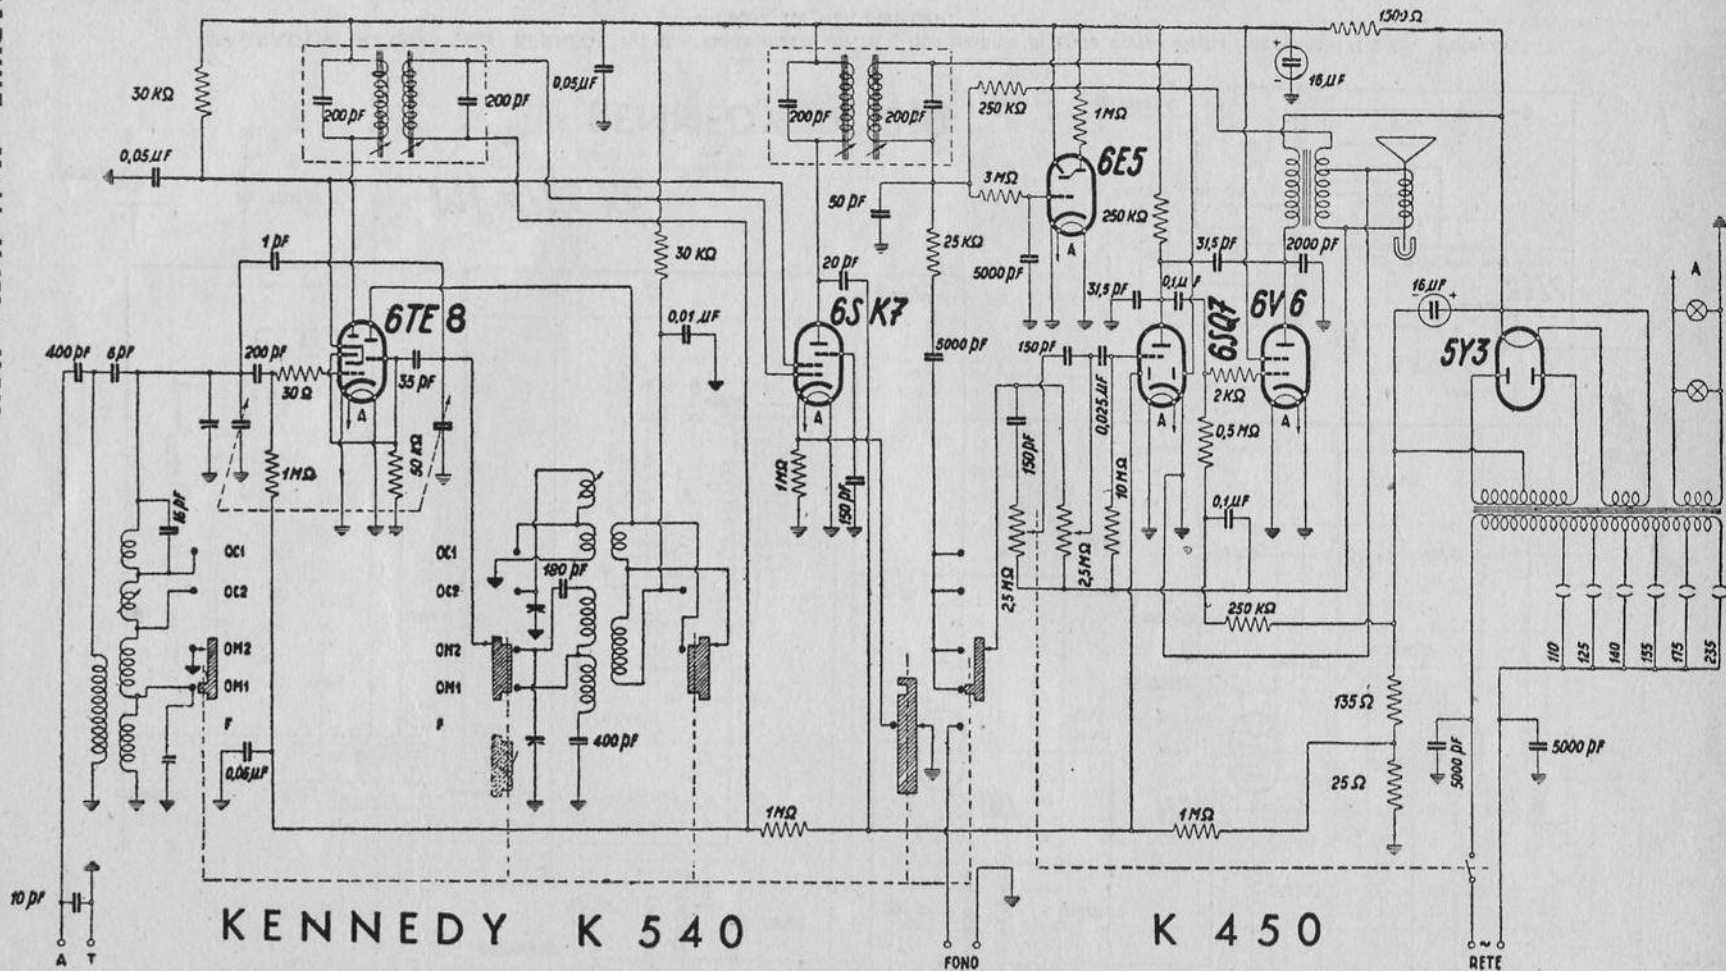 1500 Ω
30 KΩ
200 pF
200 pF
0,05 µF
200 pF
200 pF
250 KΩ
1 MΩ
+
-
16 µF
0,05 µF
6E5
3 MΩ
50 pF
250 KΩ
A
1 pF
30 KΩ
25 KΩ
5000 pF
31,5 pF
2000 pF
A
20 pF
6TE8
6SK7
31,5 pF
0,1 µF
6SQ7
6V6
- 16 µF +
5Y3
0,01 µF
400 pF
6 pF
200 pF
30 Ω
35 pF
A
A
5000 pF
150 pF
0,025 µF
A
2 KΩ
A
1 MΩ
50 KΩ
1 MΩ
150 pF
150 pF
10 MΩ
0,5 MΩ
16 pF
0,1 µF
OC1
OC1
180 pF
OC2
OC2
2,5 MΩ
2,5 MΩ
250 KΩ
OM2
OM2
110
125
140
155
175
235
OM1
OM1
135 Ω
F
F
400 pF
5000 pF
5000 pF
0,05 µF
25 Ω
1 MΩ
1 MΩ
10 pF
KENNEDY K 540
K 450
A
T
FONO
~
RETE